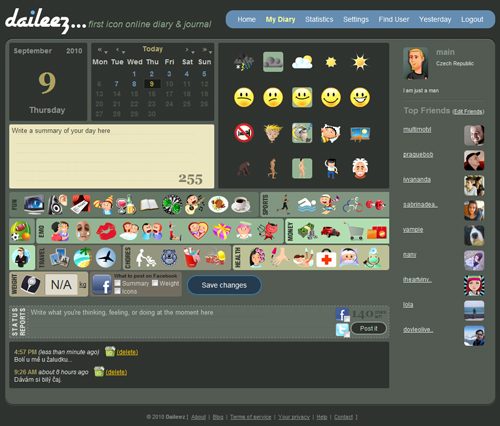 daileez...first icon online diary & journal
Home My Diary Statistics Settings Find User Yesterday Logout
September 2010
9
Thursday
« ‹ Today › »
Mon Tue Wed Thu Fri Sat Sun
1 2 3 4 5
6 7 8 9 10 11 12
13 14 15 16 17 18 19
20 21 22 23 24 25 26
27 28 29 30
Write a summary of your day here
255
main
Czech Republic
I am just a man
Top Friends (Edit Friends)
multimotyl
praguebob
iwananda
sabrinadea..
vampie
nany
iheartmy..
lola
doyleolive..
FUN
SPORTS
EMO
MONEY
TRAVEL
CHORES
HEALTH
WEIGHT
N/A
kg
What to post on Facebook
Summary Weight
Icons
Save changes
STATUS REPORTS
Write what you're thinking, feeling, or doing at the moment here
140
Post it
4:57 PM (less than minute ago) (delete)
Bolí u mě u žaludku...
9:26 AM about 8 hours ago (delete)
Dávám si bílý čaj.
© 2010 Daileez [ About | Blog | Terms of service | Your privacy | Help | Contact ]